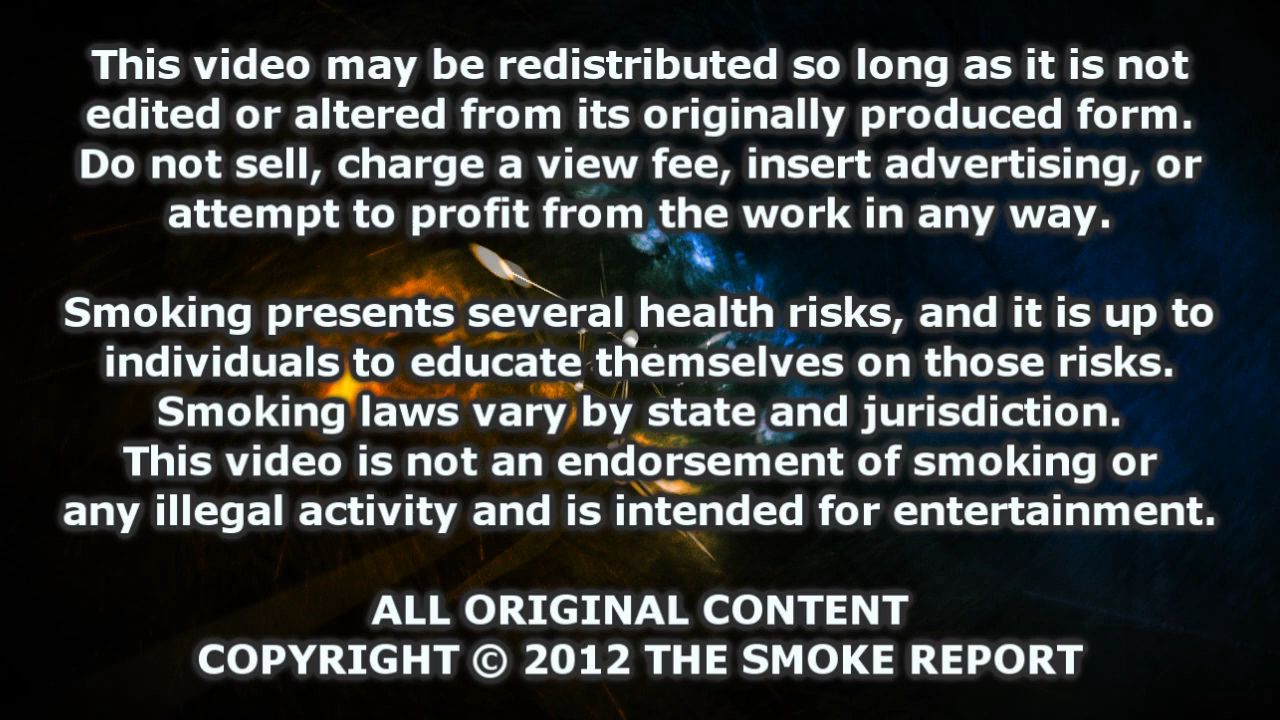 This video may be redistributed so long as it is not
edited or altered from its originally produced form.
Do not sell, charge a view fee, insert advertising, or
attempt to profit from the work in any way.
Smoking presents several health risks, and it is up to
individuals to educate themselves on those risks.
Smoking laws vary by state and jurisdiction.
This video is not an endorsement of smoking or
any illegal activity and is intended for entertainment.
ALL ORIGINAL CONTENT
COPYRIGHT © 2012 THE SMOKE REPORT